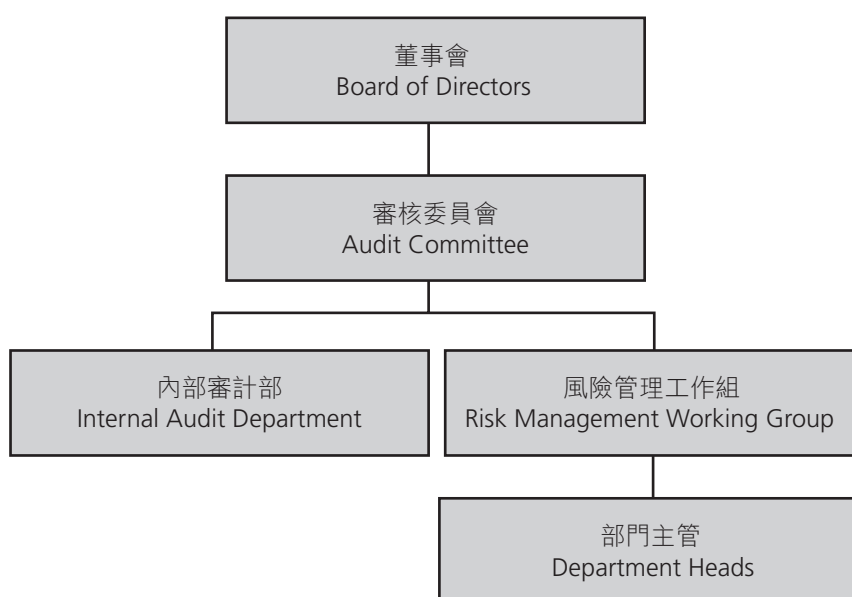 董事會
Board of Directors
審核委員會
Audit Committee
內部審計部
Internal Audit Department
風險管理工作組
Risk Management Working Group
部門主管
Department Heads